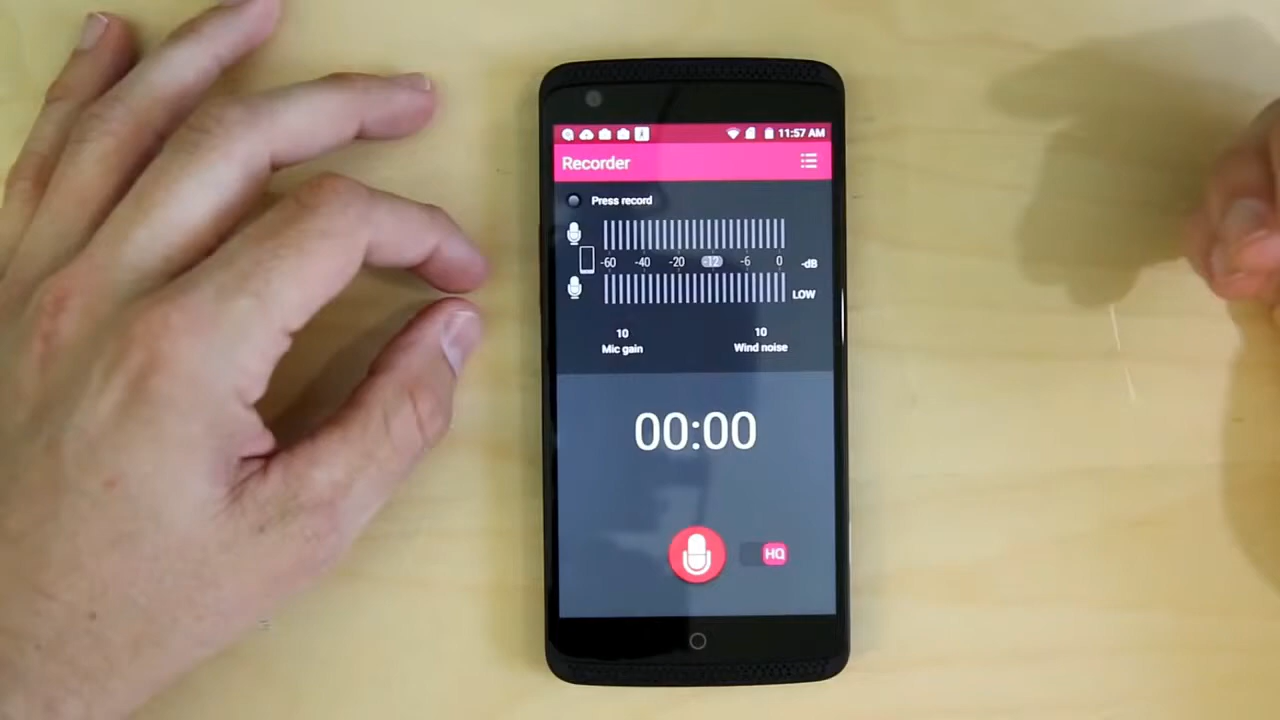 11:57 AM
Recorder
Press record
-60 -40 -20 -12 -6 0 -dB
LOW
10 10
Mic gain Wind noise
00:00
HQ